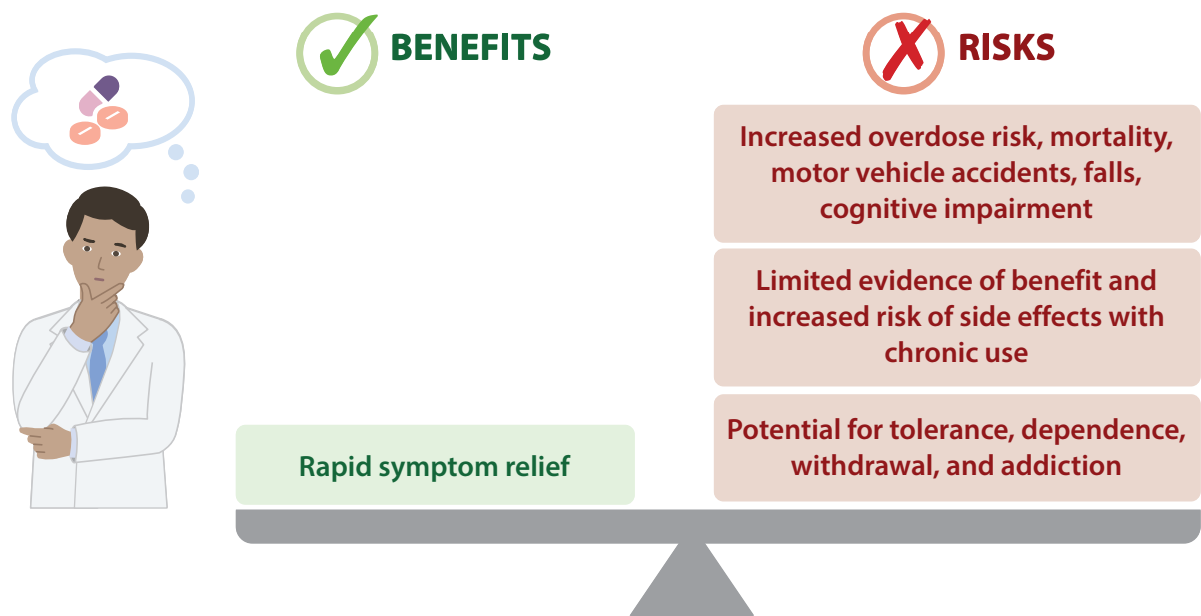 BENEFITS
RISKS
Increased overdose risk, mortality,
motor vehicle accidents, falls,
cognitive impairment
Limited evidence of benefit and
increased risk of side effects with
chronic use
Rapid symptom relief
Potential for tolerance, dependence,
withdrawal, and addiction